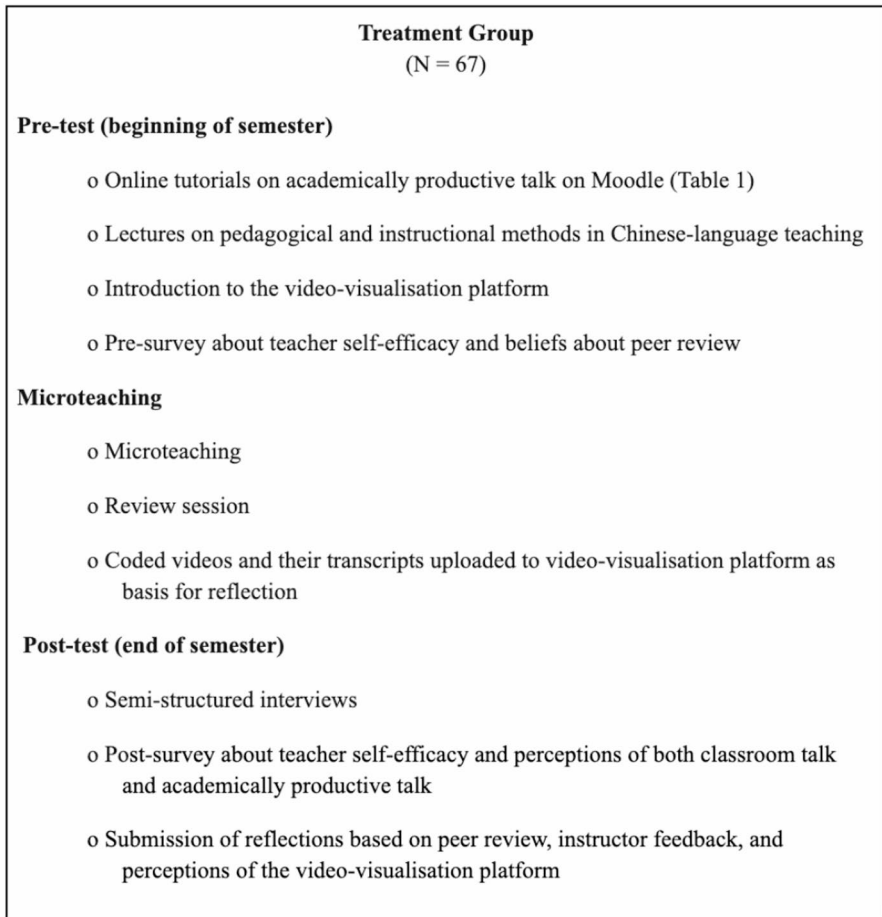 Treatment Group
(N = 67)
Pre-test (beginning of semester)
o Online tutorials on academically productive talk on Moodle (Table 1)
o Lectures on pedagogical and instructional methods in Chinese-language teaching
o Introduction to the video-visualisation platform
o Pre-survey about teacher self-efficacy and beliefs about peer review
Microteaching
o Microteaching
o Review session
o Coded videos and their transcripts uploaded to video-visualisation platform as
basis for reflection
Post-test (end of semester)
o Semi-structured interviews
o Post-survey about teacher self-efficacy and perceptions of both classroom talk
and academically productive talk
o Submission of reflections based on peer review, instructor feedback, and
perceptions of the video-visualisation platform